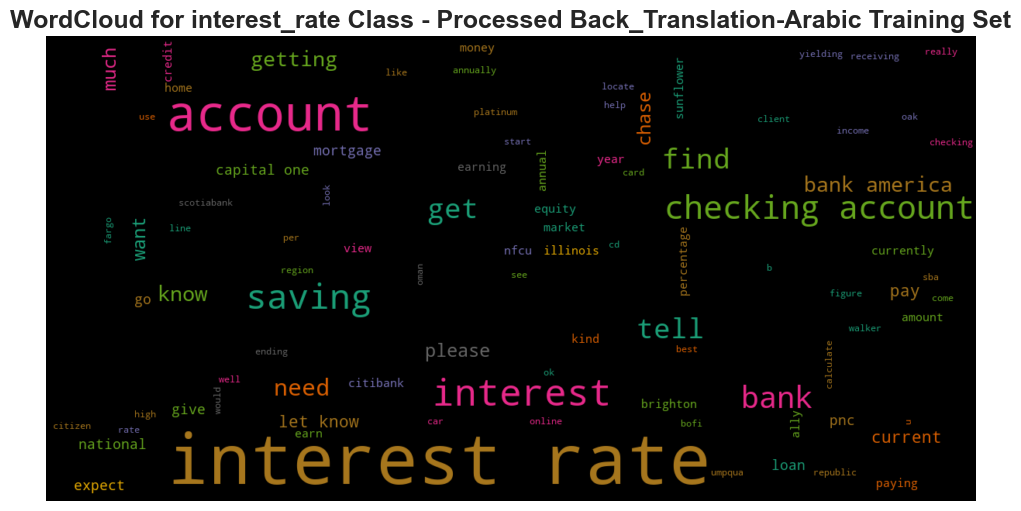 WordCloud for interest_rate Class - Processed Back_Translation-Arabic Training Set
much
credit
getting
money
like
annually
home
use
account
platinum
locate
help
chase
sunflower
yielding
receiving
really
client
income
oak
checking
mortgage
start
capital one
earning
annual
year
card
find
bank america
scotiabank
look
get
equity
market
checking account
fargo
want
line
per
view
nfcu
illinois
cd
percentage
currently
region
oman
see
b
sba
go
know
saving
figure
pay
come
tell
amount
walker
kind
best
ending
please
calculate
ok
well
would
need
citibank
interest
bank
high
give
let know
car
online
brighton
bofi
ally
pnc
u
citizen
rate
earn
national
current
interest rate
expect
umpqua
loan
republic
paying